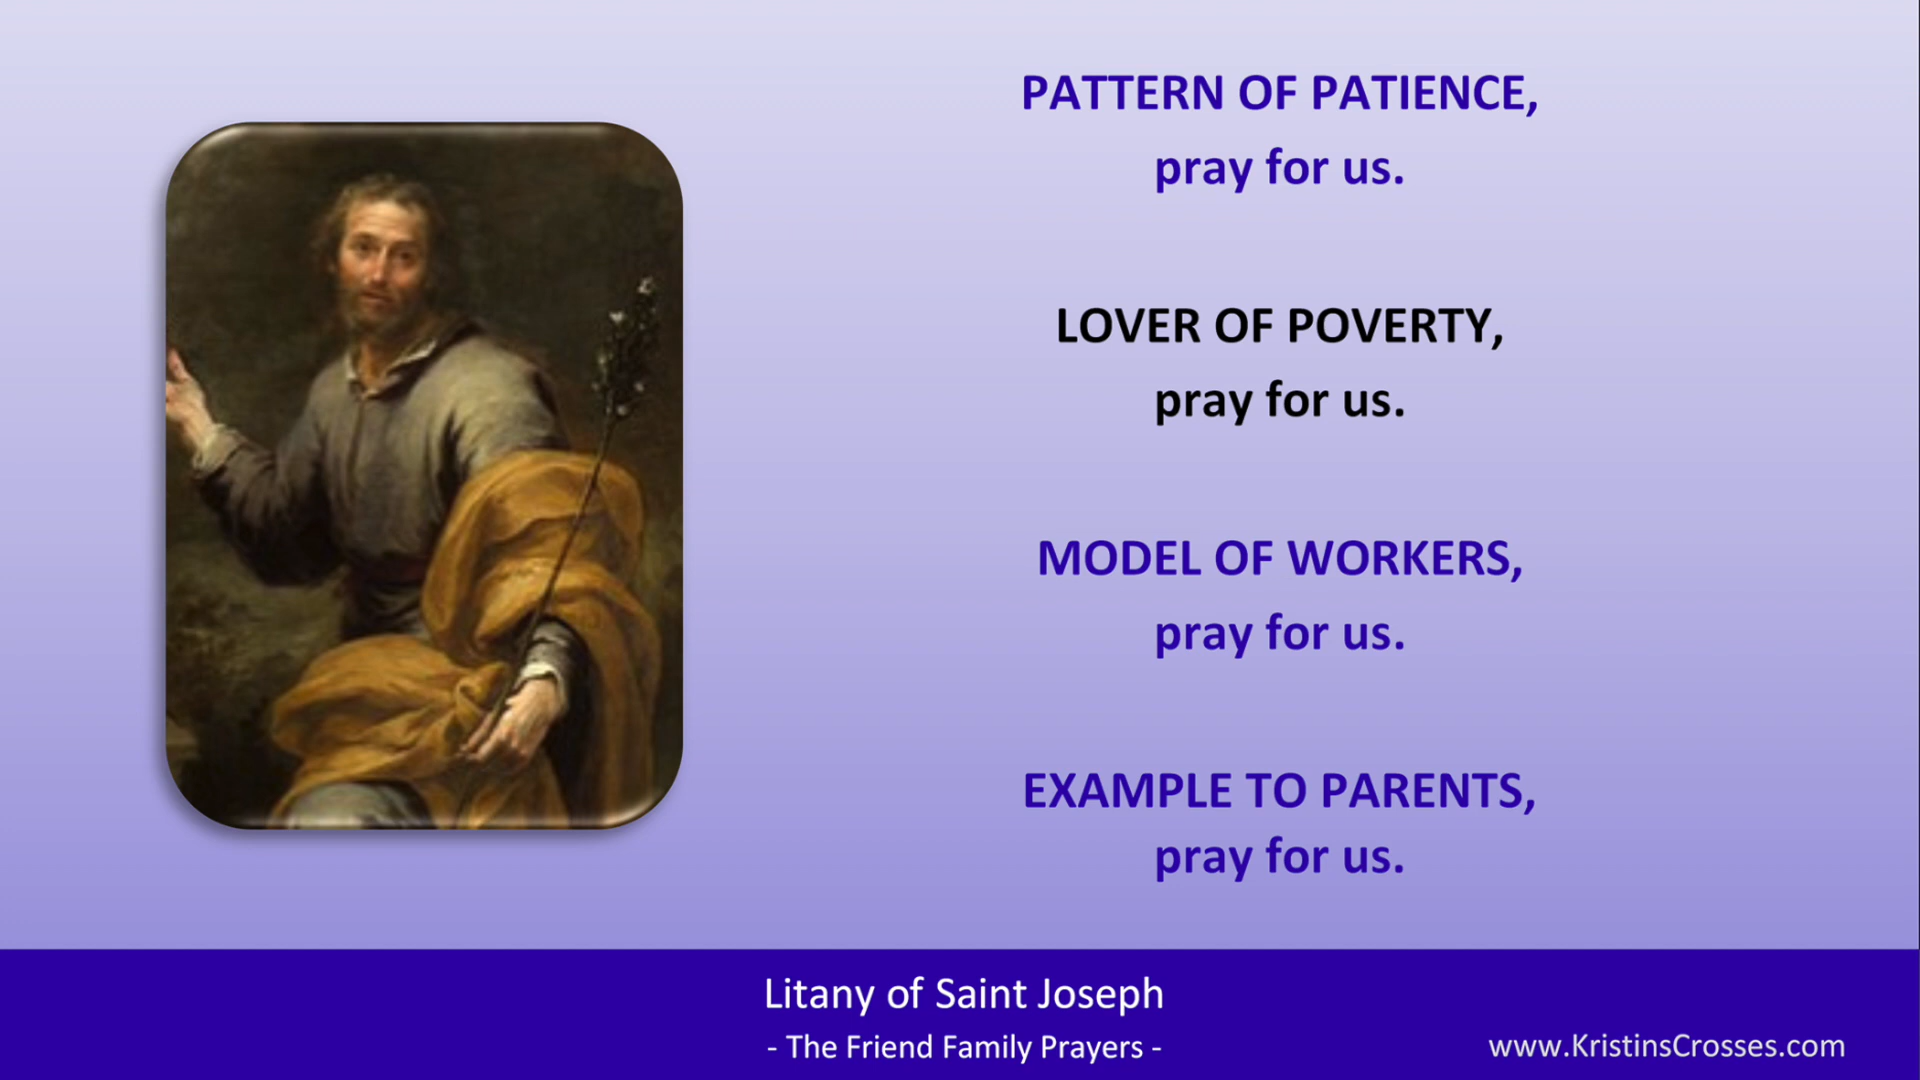 PATTERN OF PATIENCE,
pray for us.
LOVER OF POVERTY,
pray for us.
MODEL OF WORKERS,
pray for us.
EXAMPLE TO PARENTS,
pray for us.
Litany of Saint Joseph
- The Friend Family Prayers -
www.KristinsCrosses.com